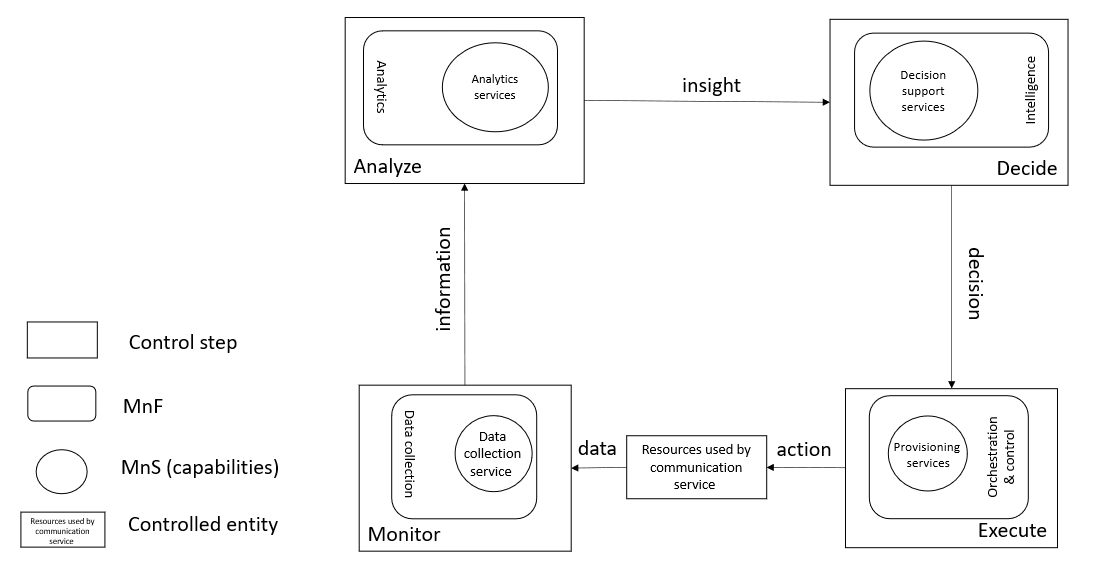 Analytics
Analytics
services
Analyze
insight
Decision
support
services
Intelligence
Decide
information
decision
Control step
MnF
MnS (capabilities)
Resources used by
communication
service
Controlled entity
Data collection
Data
collection
service
Monitor
data
Resources used by
communication
service
action
Provisioning
services
Orchestration
& control
Execute